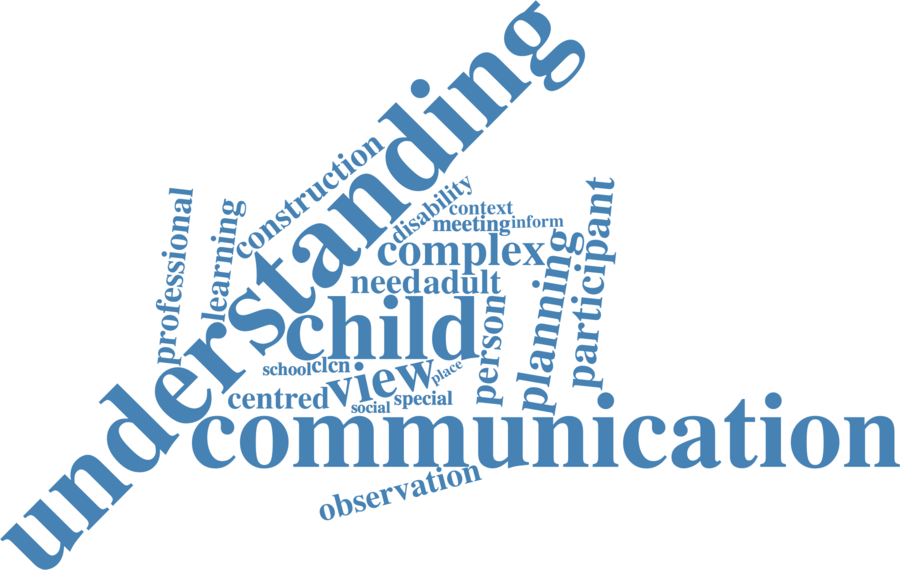 understanding
construction
professional
learning
disability
context
meeting
inform
participant
complex
planning
need
adult
child
person
school
clcn
view
place
centred
social
special
communication
observation